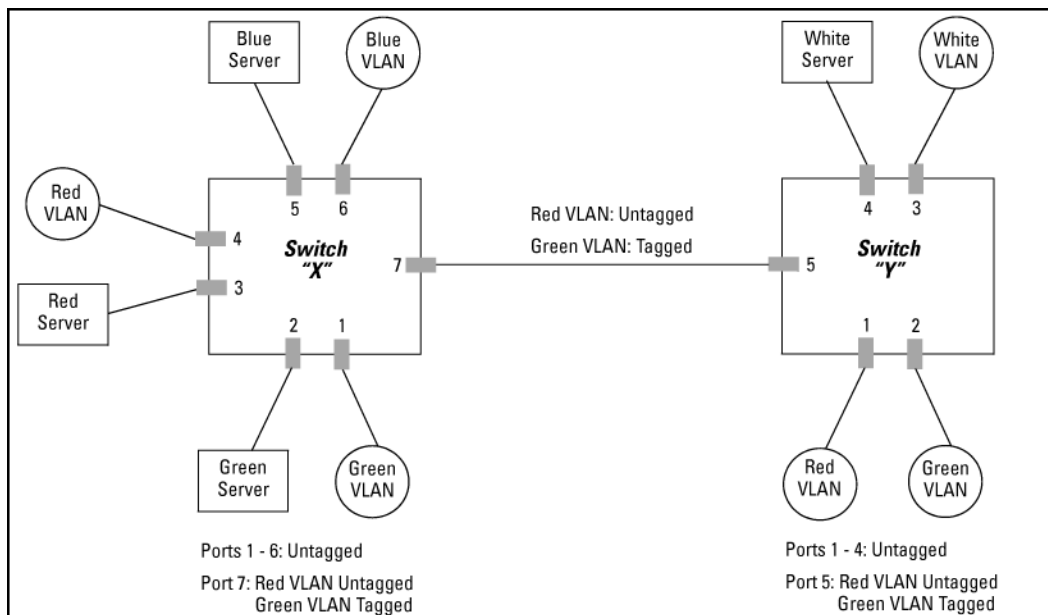 Blue
Server
Blue
VLAN
White
Server
White
VLAN
Red
VLAN
5
6
4
3
4
Switch
"X"
7
Red VLAN: Untagged
Green VLAN: Tagged
5
Switch
"Y"
Red
Server
3
2
1
1
2
Green
Server
Green
VLAN
Red
VLAN
Green
VLAN
Ports 1 - 6: Untagged
Port 7: Red VLAN Untagged
Green VLAN Tagged
Ports 1 - 4: Untagged
Port 5: Red VLAN Untagged
Green VLAN Tagged